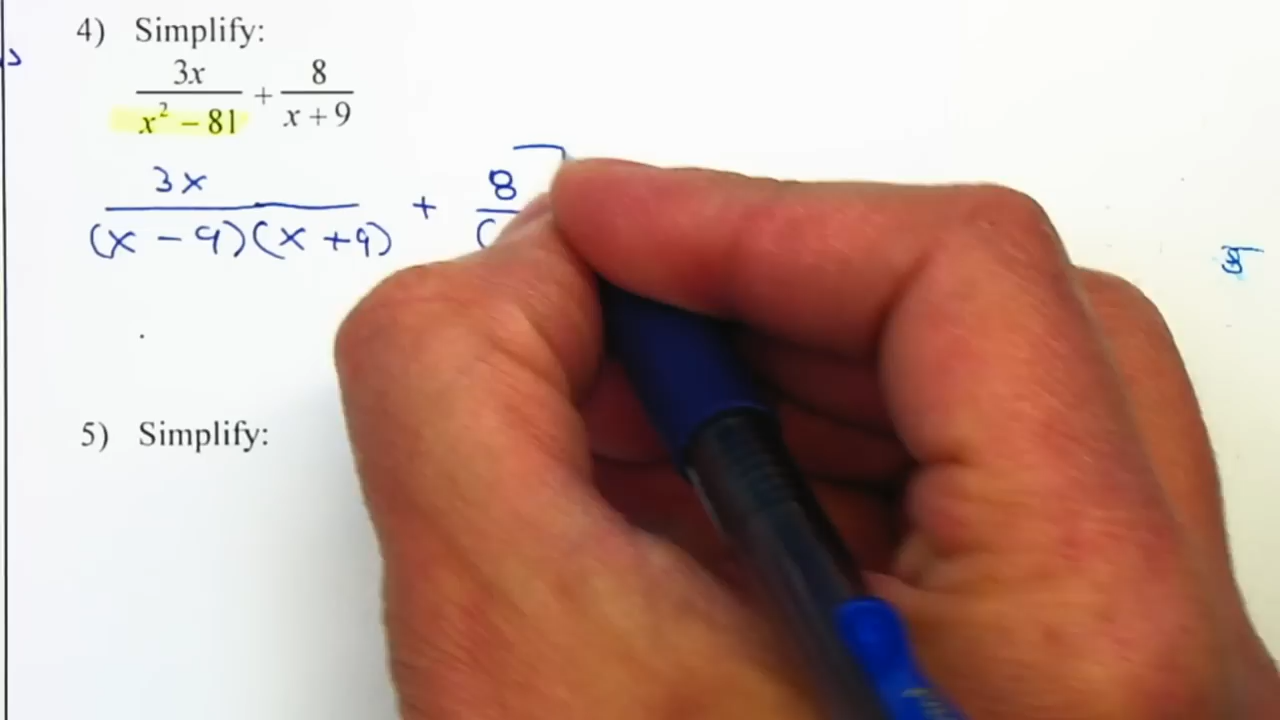 4) Simplify:
3x / x² − 81 + 8 / x + 9
3x / (x − 9)(x + 9) + 8 / (
5) Simplify: